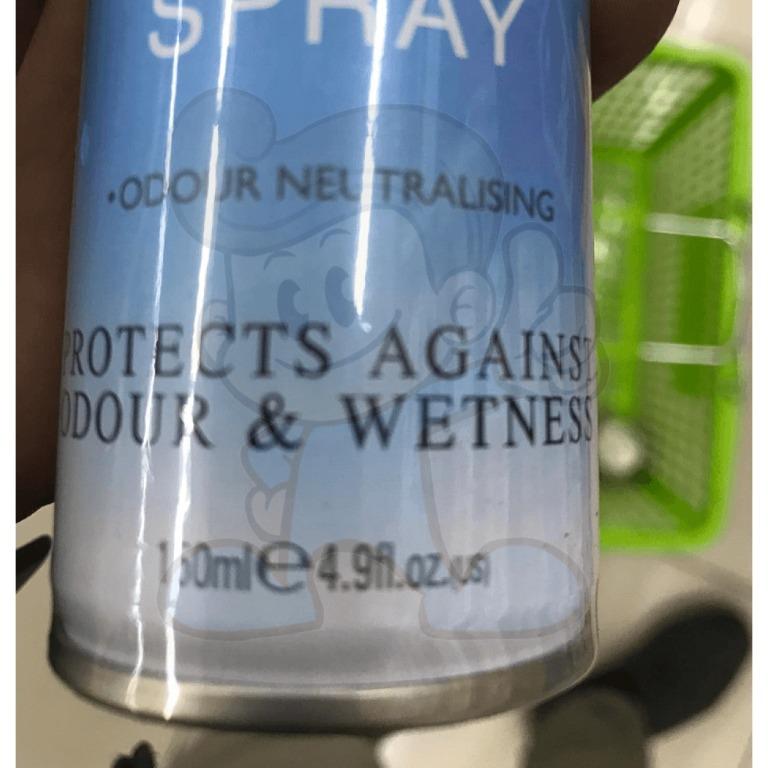 SPRAY
·ODOUR NEUTRALISING
PROTECTS AGAINST
ODOUR & WETNESS
150ml℮4.9fl.oz.(US)